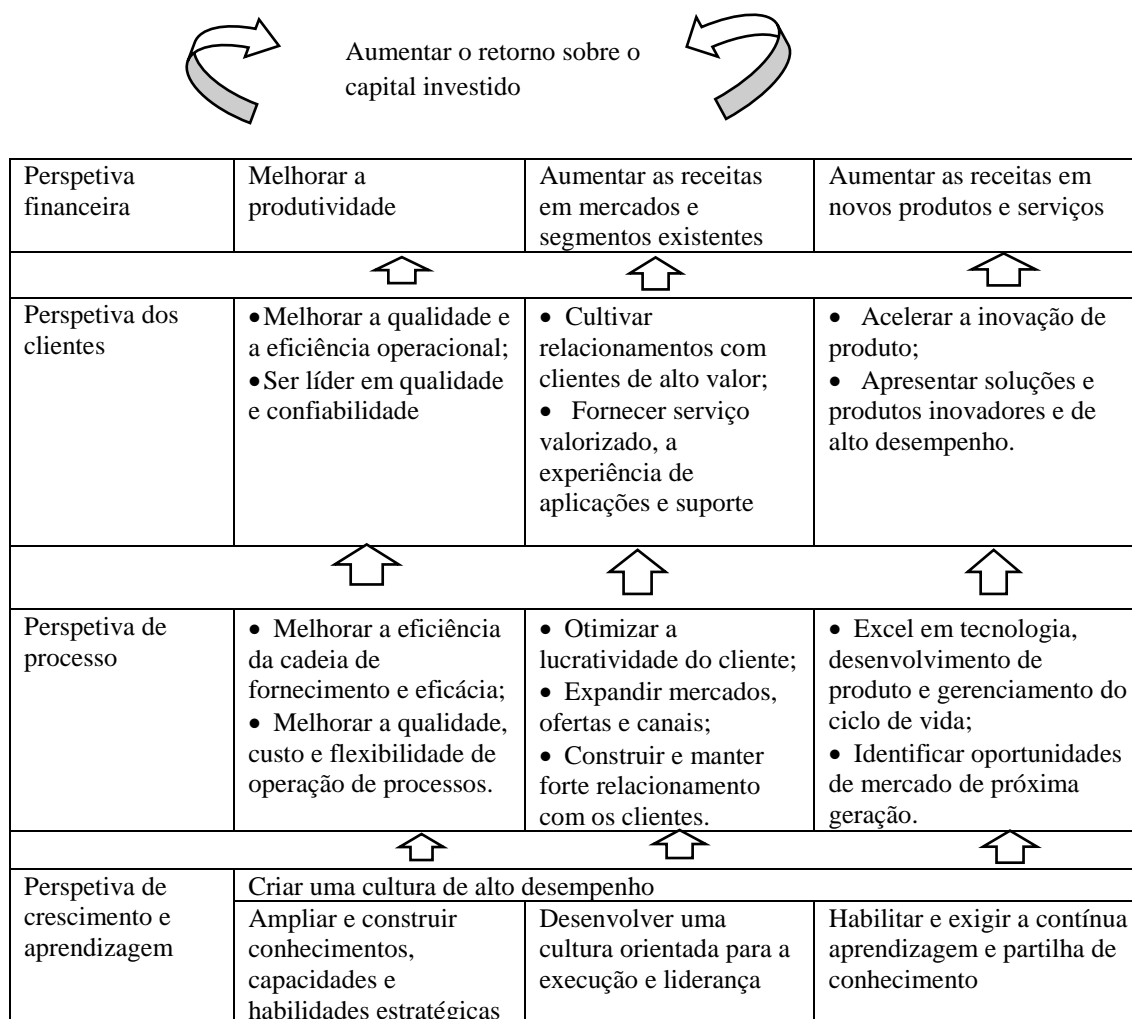 Aumentar o retorno sobre o
capital investido
Perspetiva
financeira
Melhorar a
produtividade
Aumentar as receitas
em mercados e
segmentos existentes
Aumentar as receitas em
novos produtos e serviços
Perspetiva dos
clientes
•Melhorar a qualidade e
a eficiência operacional;
•Ser líder em qualidade
e confiabilidade
• Cultivar
relacionamentos com
clientes de alto valor;
• Fornecer serviço
valorizado, a
experiência de
aplicações e suporte
• Acelerar a inovação de
produto;
• Apresentar soluções e
produtos inovadores e de
alto desempenho.
Perspetiva de
processo
• Melhorar a eficiência
da cadeia de
fornecimento e eficácia;
• Melhorar a qualidade,
custo e flexibilidade de
operação de processos.
• Otimizar a
lucratividade do cliente;
• Expandir mercados,
ofertas e canais;
• Construir e manter
forte relacionamento
com os clientes.
• Excel em tecnologia,
desenvolvimento de
produto e gerenciamento do
ciclo de vida;
• Identificar oportunidades
de mercado de próxima
geração.
Perspetiva de
crescimento e
aprendizagem
Criar uma cultura de alto desempenho
Ampliar e construir
conhecimentos,
capacidades e
habilidades estratégicas
Desenvolver uma
cultura orientada para a
execução e liderança
Habilitar e exigir a contínua
aprendizagem e partilha de
conhecimento